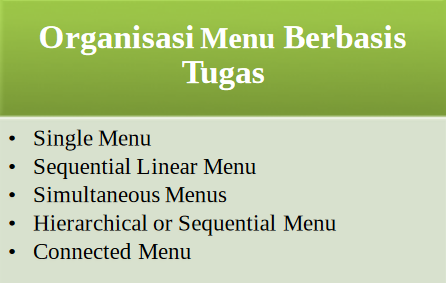 Organisasi Menu Berbasis
Tugas
• Single Menu
• Sequential Linear Menu
• Simultaneous Menus
• Hierarchical or Sequential Menu
• Connected Menu